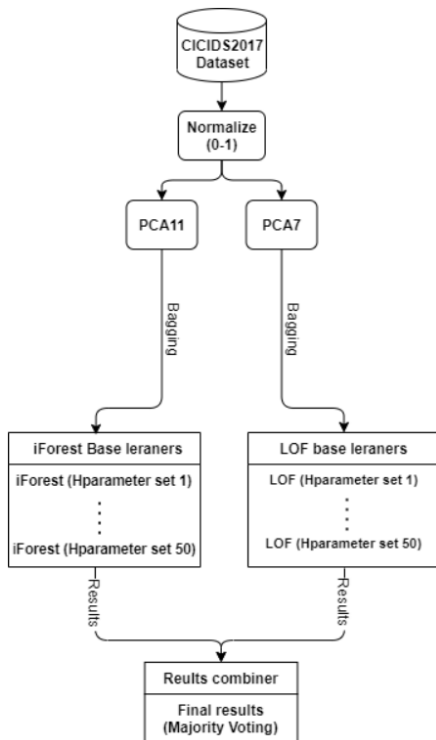 CICIDS2017
Dataset
Normalize
(0-1)
PCA11
PCA7
Bagging
Bagging
iForest Base leraners
iForest (Hparameter set 1)
iForest (Hparameter set 50)
LOF base leraners
LOF (Hparameter set 1)
LOF (Hparameter set 50)
Results
Results
Reults combiner
Final results
(Majority Voting)